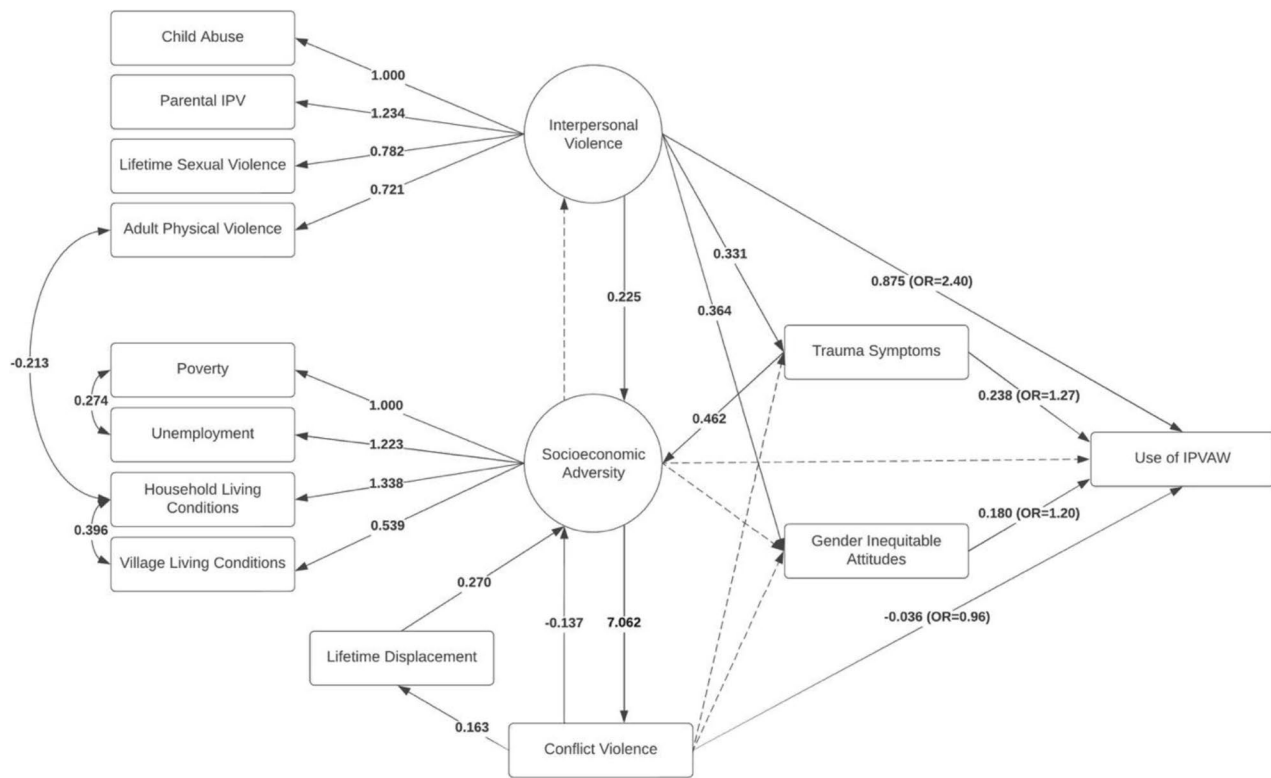 Child Abuse
1.000
Parental IPV
1.234
Interpersonal
Violence
Lifetime Sexual Violence
0.782
0.721
Adult Physical Violence
0.331
0.875 (OR=2.40)
0.225
0.364
-0.213
Poverty
Trauma Symptoms
0.274
1.000
0.238 (OR=1.27)
0.462
Unemployment
1.223
Socioeconomic
Adversity
Use of IPVAW
Household Living
Conditions
1.338
0.396
0.539
0.180 (OR=1.20)
Village Living Conditions
Gender Inequitable
Attitudes
0.270
-0.137
7.062
-0.036 (OR=0.96)
Lifetime Displacement
0.163
Conflict Violence